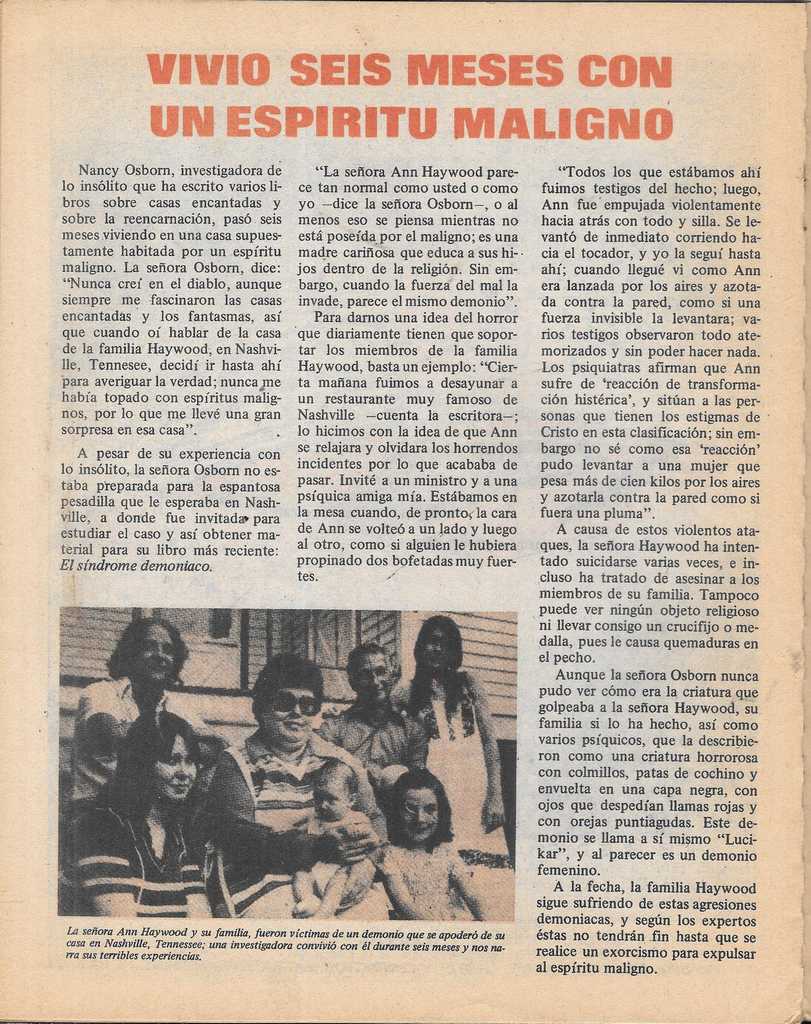 VIVIO SEIS MESES CON
UN ESPIRITU MALIGNO
Nancy Osborn, investigadora de
lo insólito que ha escrito varios li-
bros sobre casas encantadas y
sobre la reencarnación, pasó seis
meses viviendo en una casa supues-
tamente habitada por un espíritu
maligno. La señora Osborn, dice:
“Nunca creí en el diablo, aunque
siempre me fascinaron las casas
encantadas y los fantasmas, así
que cuando oí hablar de la casa
de la familia Haywood, en Nashvi-
lle, Tennesee, decidí ir hasta ahí
para averiguar la verdad; nunca me
había topado con espíritus malig-
nos, por lo que me llevé una gran
sorpresa en esa casa”.
A pesar de su experiencia con
lo insólito, la señora Osborn no es-
taba preparada para la espantosa
pesadilla que le esperaba en Nash-
ville, a donde fue invitada para
estudiar el caso y así obtener ma-
terial para su libro más reciente:
El síndrome demoniaco.
“La señora Ann Haywood pare-
ce tan normal como usted o como
yo —dice la señora Osborn—, o al
menos eso se piensa mientras no
está poseída por el maligno; es una
madre cariñosa que educa a sus hi-
jos dentro de la religión. Sin em-
bargo, cuando la fuerza del mal la
invade, parece el mismo demonio”.
Para darnos una idea del horror
que diariamente tienen que sopor-
tar los miembros de la familia
Haywood, basta un ejemplo: “Cier-
ta mañana fuimos a desayunar a
un restaurante muy famoso de
Nashville —cuenta la escritora—;
lo hicimos con la idea de que Ann
se relajara y olvidara los horrendos
incidentes por lo que acababa de
pasar. Invité a un ministro y a una
psíquica amiga mía. Estábamos en
la mesa cuando, de pronto, la cara
de Ann se volteó a un lado y luego
al otro, como si alguien le hubiera
propinado dos bofetadas muy fuer-
tes.
“Todos los que estábamos ahí
fuimos testigos del hecho; luego,
Ann fue empujada violentamente
hacia atrás con todo y silla. Se le-
vantó de inmediato corriendo ha-
cia el tocador, y yo la seguí hasta
ahí; cuando llegué vi como Ann
era lanzada por los aires y azota-
da contra la pared, como si una
fuerza invisible la levantara; va-
rios testigos observaron todo ate-
morizados y sin poder hacer nada.
Los psiquiatras afirman que Ann
sufre de ‘reacción de transforma-
ción histérica’, y sitúan a las per-
sonas que tienen los estigmas de
Cristo en esta clasificación; sin em-
bargo no sé como esa ‘reacción’
pudo levantar a una mujer que
pesa más de cien kilos por los aires
y azotarla contra la pared como si
fuera una pluma”.
A causa de estos violentos ata-
ques, la señora Haywood ha inten-
tado suicidarse varias veces, e in-
cluso ha tratado de asesinar a los
miembros de su familia. Tampoco
puede ver ningún objeto religioso
ni llevar consigo un crucifijo o me-
dalla, pues le causa quemaduras en
el pecho.
Aunque la señora Osborn nunca
pudo ver cómo era la criatura que
golpeaba a la señora Haywood, su
familia si lo ha hecho, así como
varios psíquicos, que la describie-
ron como una criatura horrorosa
con colmillos, patas de cochino y
envuelta en una capa negra, con
ojos que despedían llamas rojas y
con orejas puntiagudas. Este de-
monio se llama a sí mismo “Luci-
kar”, y al parecer es un demonio
femenino.
A la fecha, la familia Haywood
sigue sufriendo de estas agresiones
demoniacas, y según los expertos
éstas no tendrán fin hasta que se
realice un exorcismo para expulsar
al espíritu maligno.
La señora Ann Haywood y su familia, fueron víctimas de un demonio que se apoderó de su
casa en Nashville, Tennessee; una investigadora convivió con él durante seis meses y nos na-
rra sus terribles experiencias.